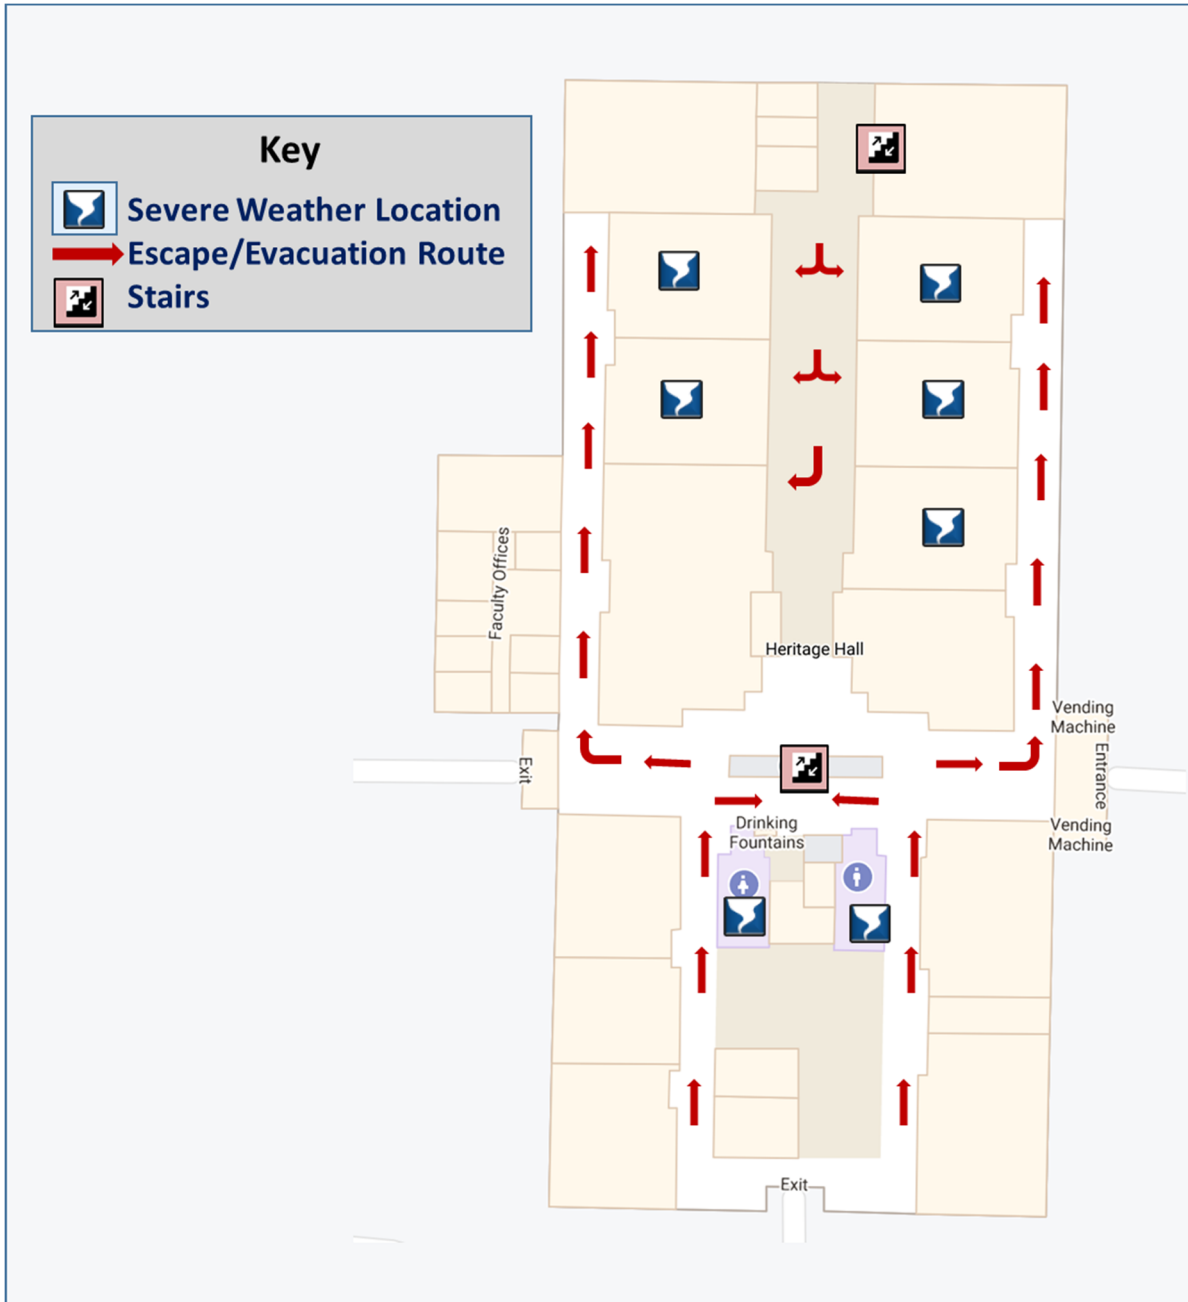 Key
Severe Weather Location
Escape/Evacuation Route
Stairs
Faculty Offices
Heritage Hall
Vending
Machine
Exit
Entrance
Drinking
Fountains
Vending
Machine
Exit